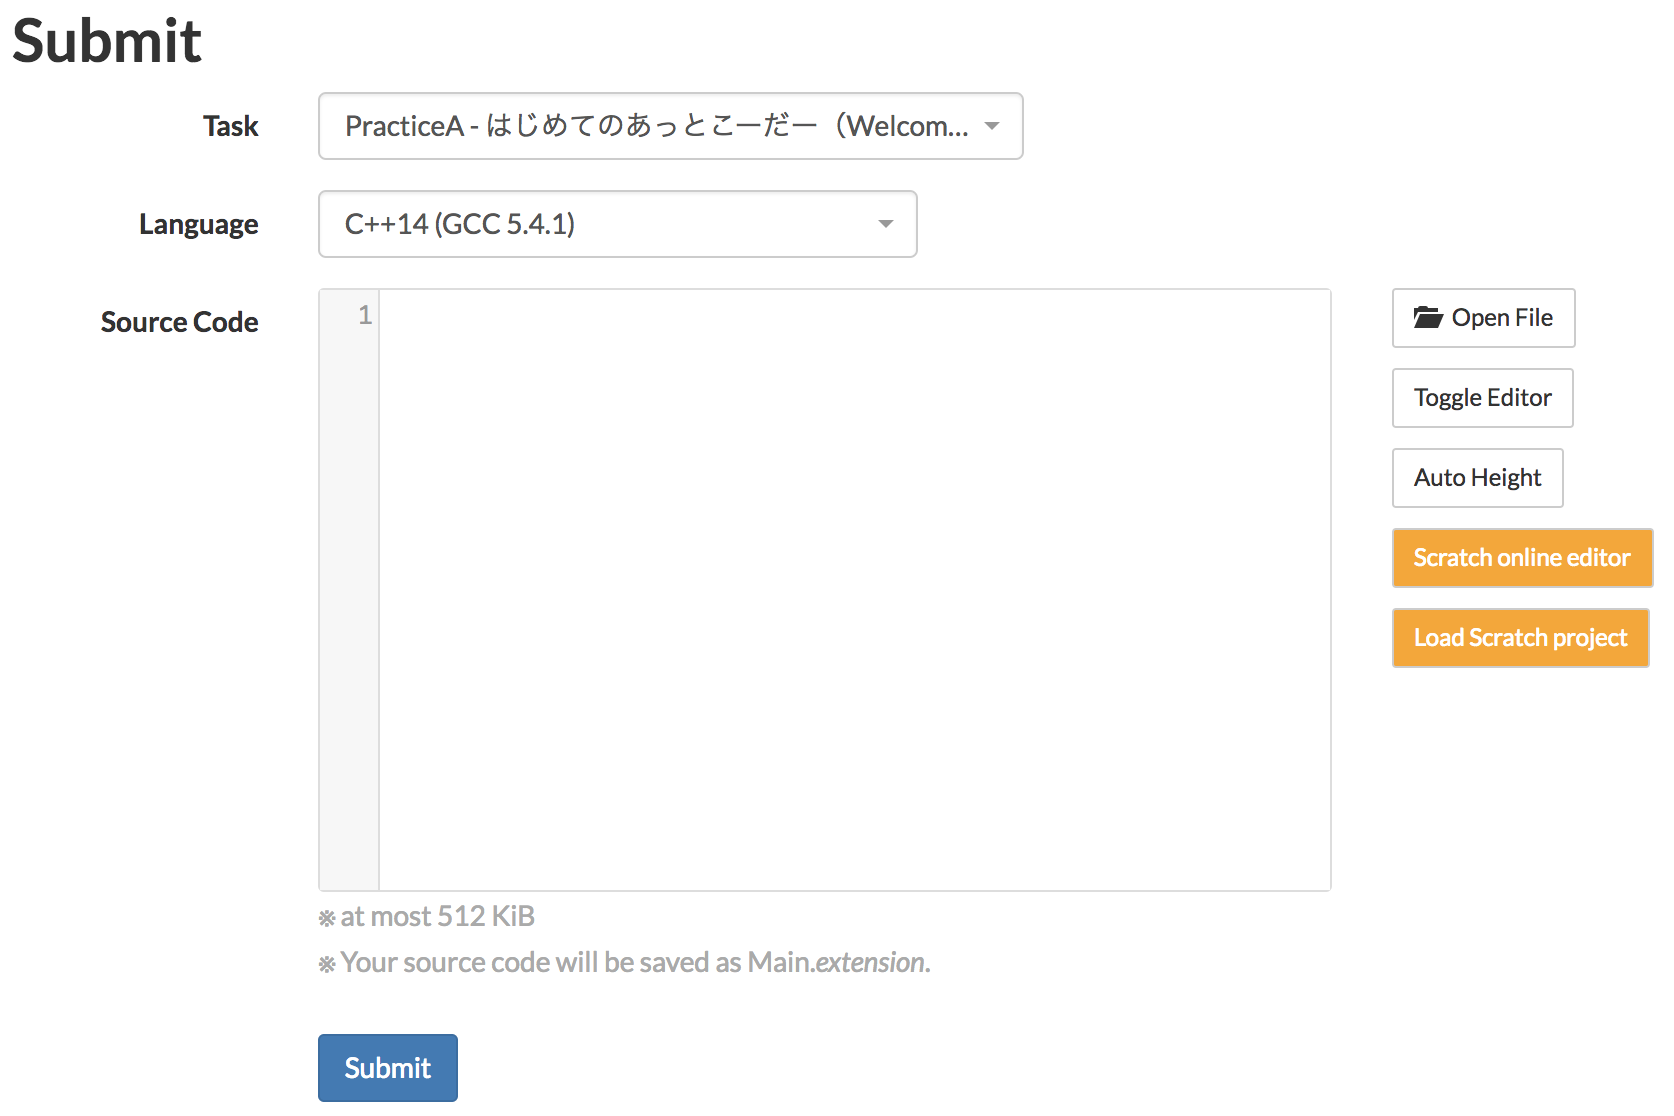 Submit
Task
PracticeA - はじめてのあっとこーだー（Welcom...
Language
C++14 (GCC 5.4.1)
Source Code
1
Open File
Toggle Editor
Auto Height
Scratch online editor
Load Scratch project
※ at most 512 KiB
※ Your source code will be saved as Main.extension.
Submit